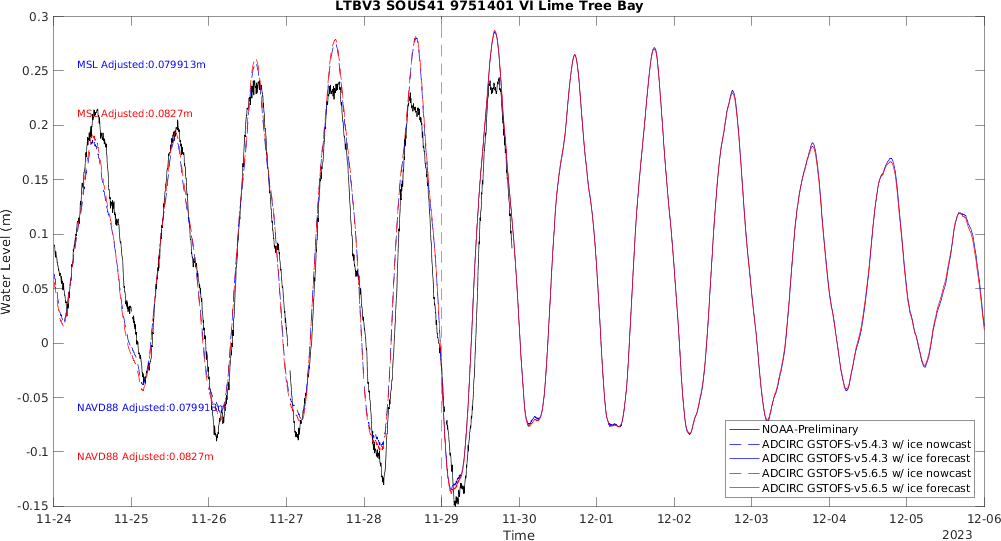 LTBV3 SOUS41 9751401 VI Lime Tree Bay
0.3
0.25
0.2
0.15
0.1
0.05
0
-0.05
-0.1
-0.15
Water Level (m)
MSL Adjusted:0.079913m
MSL Adjusted:0.0827m
NAVD88 Adjusted:0.079913m
NAVD88 Adjusted:0.0827m
NOAA-Preliminary
ADCIRC GSTOFS-v5.4.3 w/ ice nowcast
ADCIRC GSTOFS-v5.4.3 w/ ice forecast
ADCIRC GSTOFS-v5.6.5 w/ ice nowcast
ADCIRC GSTOFS-v5.6.5 w/ ice forecast
11-24 11-25 11-26 11-27 11-28 11-29 11-30 12-01 12-02 12-03 12-04 12-05 12-06
Time
2023